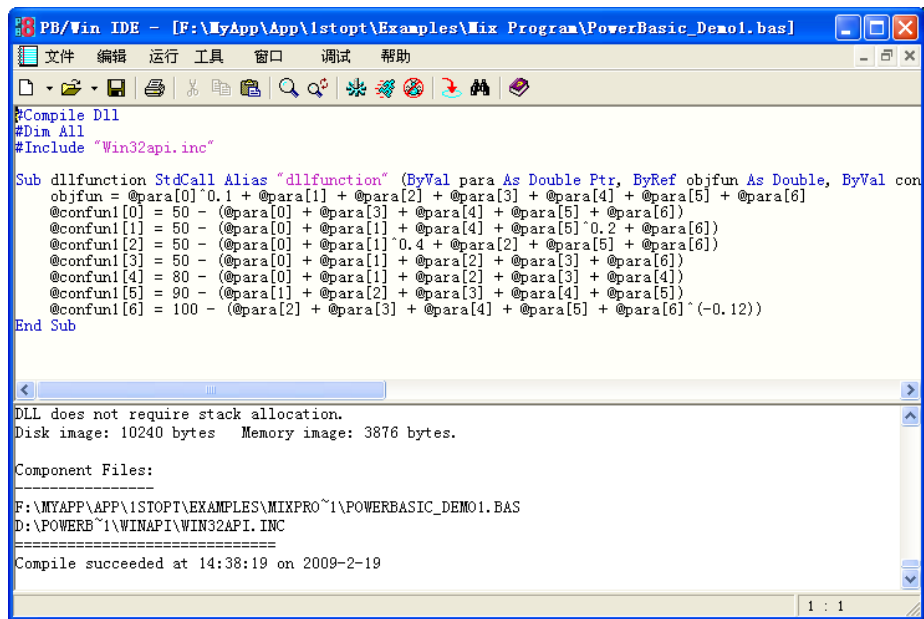 PB/Win IDE - [F:\MyApp\App\1stopt\Examples\Mix Program\PowerBasic_Demo1.bas]
文件 编辑 运行 工具 窗口 调试 帮助
#Compile Dll
#Dim All
#Include "Win32api.inc"
Sub dllfunction StdCall Alias "dllfunction" (ByVal para As Double Ptr, ByRef objfun As Double, ByVal con
objfun = @para[0]^0.1 + @para[1] + @para[2] + @para[3] + @para[4] + @para[5] + @para[6]
@confun1[0] = 50 - (@para[0] + @para[3] + @para[4] + @para[5] + @para[6])
@confun1[1] = 50 - (@para[0] + @para[1] + @para[4] + @para[5]^0.2 + @para[6])
@confun1[2] = 50 - (@para[0] + @para[1]^0.4 + @para[2] + @para[5] + @para[6])
@confun1[3] = 50 - (@para[0] + @para[1] + @para[2] + @para[3] + @para[6])
@confun1[4] = 80 - (@para[0] + @para[1] + @para[2] + @para[3] + @para[4])
@confun1[5] = 90 - (@para[1] + @para[2] + @para[3] + @para[4] + @para[5])
@confun1[6] = 100 - (@para[2] + @para[3] + @para[4] + @para[5] + @para[6]^(-0.12))
End Sub
DLL does not require stack allocation.
Disk image: 10240 bytes Memory image: 3876 bytes.
Component Files:
----------------
F:\MYAPP\APP\1STOPT\EXAMPLES\MIXPRO~1\POWERBASIC_DEMO1.BAS
D:\POWERB~1\WINAPI\WIN32API.INC
==============================
Compile succeeded at 14:38:19 on 2009-2-19
1 : 1